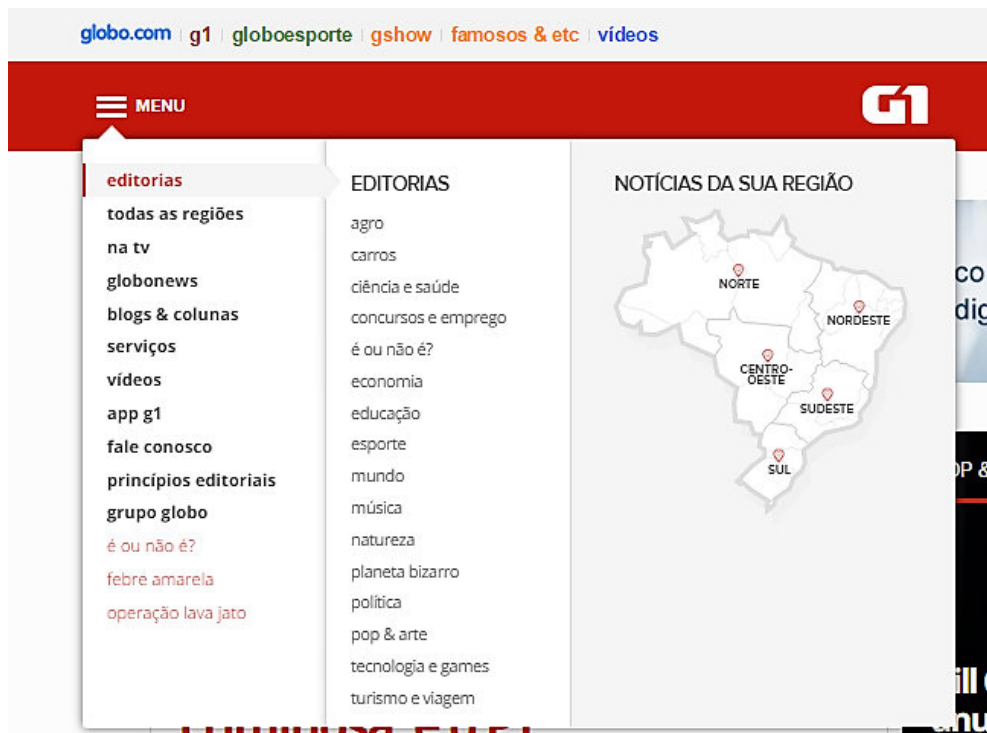 globo.com g1 globoesporte gshow famosos & etc vídeos
MENU
G1
editorias
todas as regiões
na tv
globonews
blogs & colunas
serviços
vídeos
app g1
fale conosco
princípios editoriais
grupo globo
é ou não é?
febre amarela
operação lava jato
EDITORIAS
agro
carros
ciência e saúde
concursos e emprego
é ou não é?
economia
educação
esporte
mundo
música
natureza
planeta bizarro
política
pop & arte
tecnologia e games
turismo e viagem
NOTÍCIAS DA SUA REGIÃO
NORTE
NORDESTE
CENTRO-
OESTE
SUDESTE
SUL